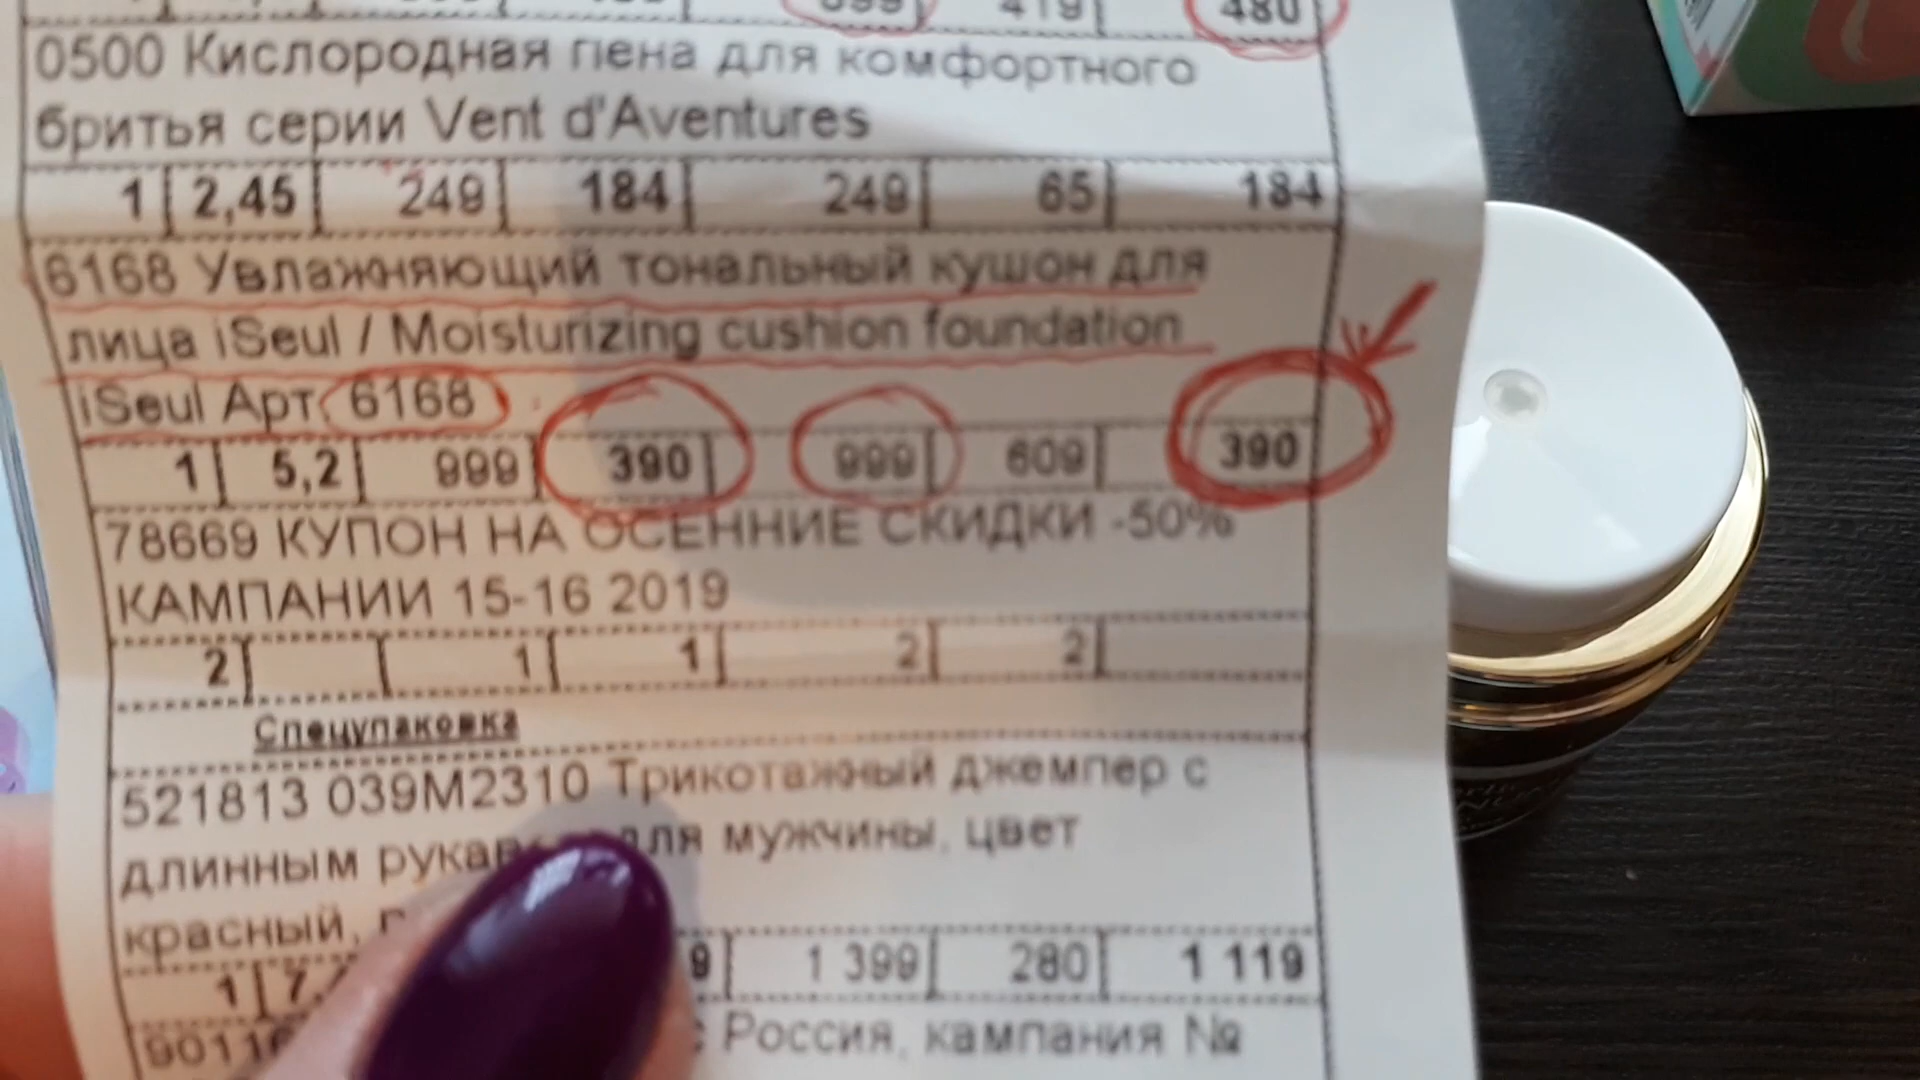 419 480
0500 Кислородная пена для комфортного
бритья серии Vent d'Aventures
1 2,45 249 184 249 65 184
6168 Увлажняющий тональный кушон для
лица iSeul / Moisturizing cushion foundation
iSeul Арт 6168
1 5,2 999 390 999 609 390
78669 КУПОН НА ОСЕННИЕ СКИДКИ -50%
КАМПАНИИ 15-16 2019
2 1 1 2 2
Спецупаковка
521813 039M2310 Трикотажный джемпер с
длинным для мужчины, цвет
красный,
1 1 399 280 1 119
Россия, кампания №